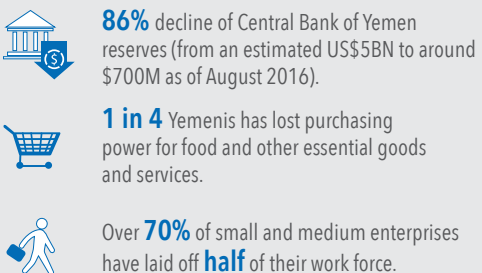 86% decline of Central Bank of Yemen
reserves (from an estimated US$5BN to around
$700M as of August 2016).
1 in 4 Yemenis has lost purchasing
power for food and other essential goods
and services.
Over 70% of small and medium enterprises
have laid off half of their work force.